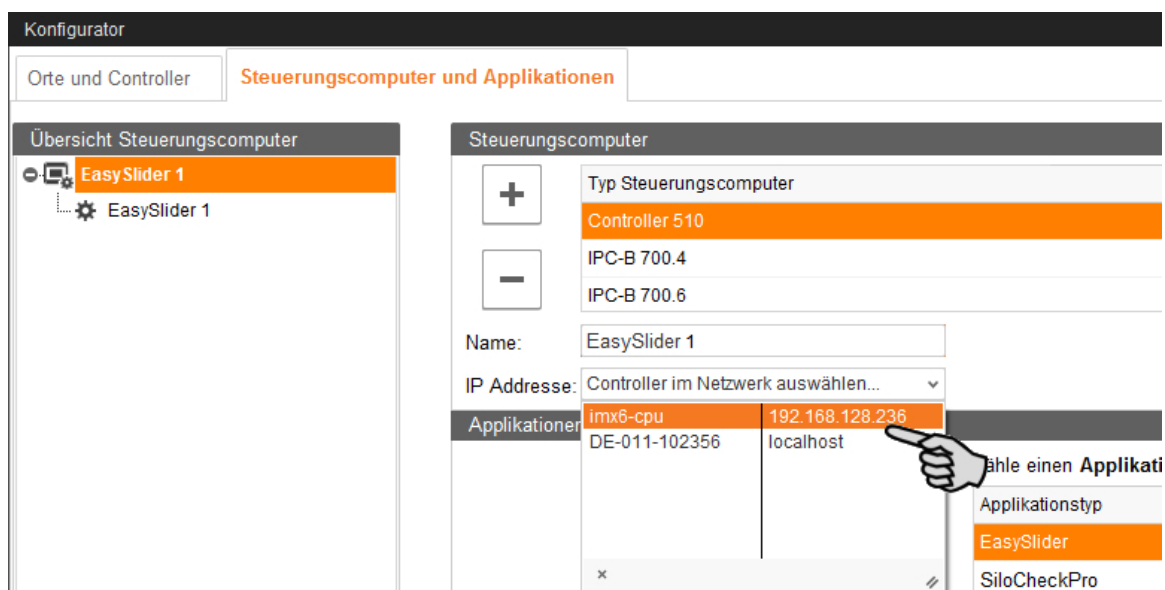 Konfigurator
Orte und Controller
Steuerungscomputer und Applikationen
Übersicht Steuerungscomputer
EasySlider 1
EasySlider 1
Steuerungscomputer
Typ Steuerungscomputer
Controller 510
IPC-B 700.4
IPC-B 700.6
Name: EasySlider 1
IP Addresse: Controller im Netzwerk auswählen...
imx6-cpu 192.168.128.236
DE-011-102356 localhost
Applikationen
einen Applikati
Applikationstyp
EasySlider
SiloCheckPro